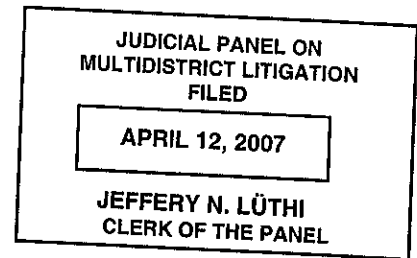 JUDICIAL PANEL ON
MULTIDISTRICT LITIGATION
FILED
APRIL 12, 2007
JEFFERY N. LÜTHI
CLERK OF THE PANEL